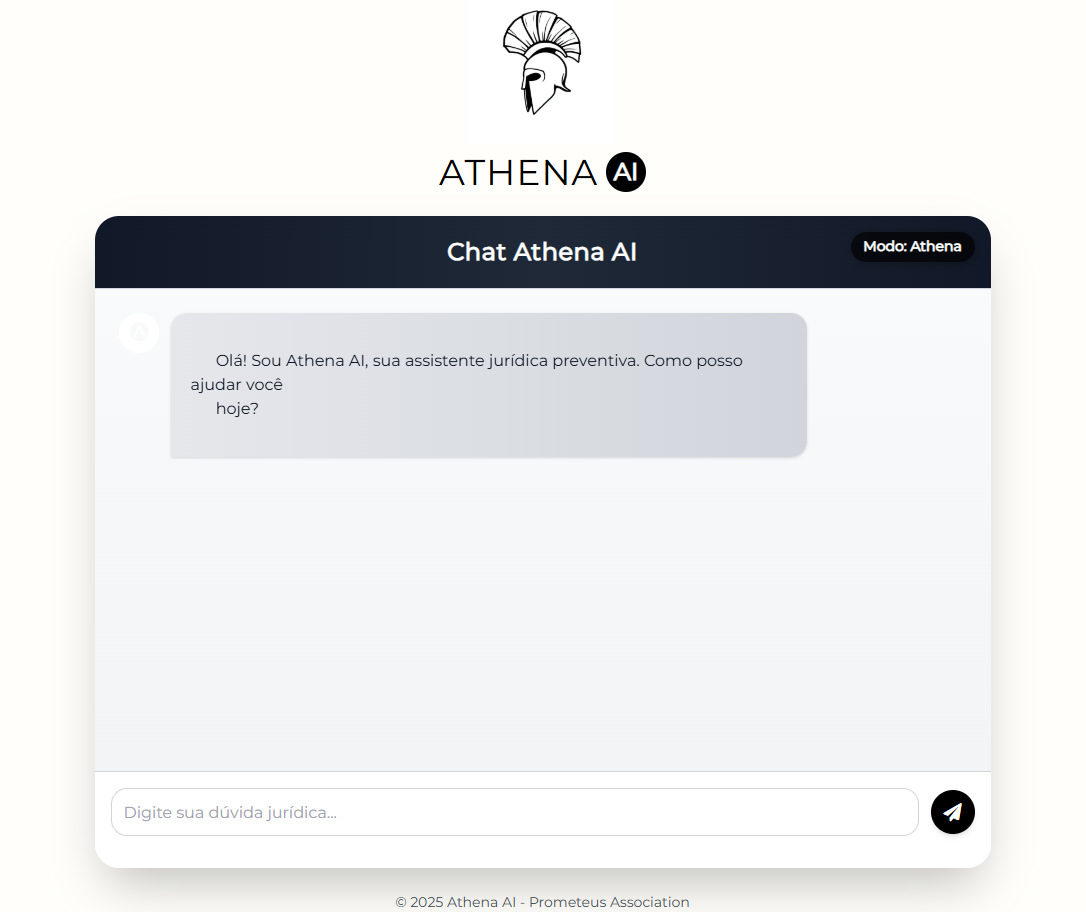 ATHENA AI
Chat Athena AI
Modo: Athena
Olá! Sou Athena AI, sua assistente jurídica preventiva. Como posso
ajudar você
hoje?
Digite sua dúvida jurídica...
© 2025 Athena AI - Prometeus Association